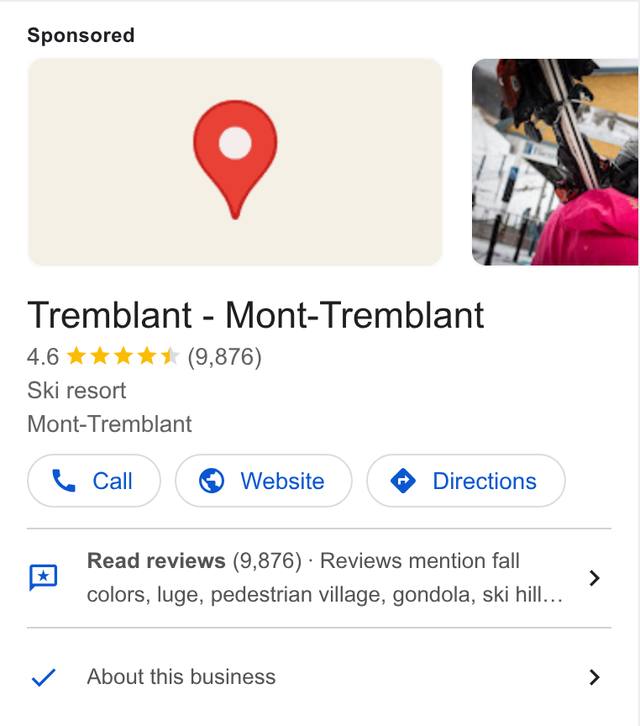 Sponsored
Tremblant - Mont-Tremblant
4.6 (9,876)
Ski resort
Mont-Tremblant
Call
Website
Directions
Read reviews (9,876) · Reviews mention fall
colors, luge, pedestrian village, gondola, ski hill…
About this business